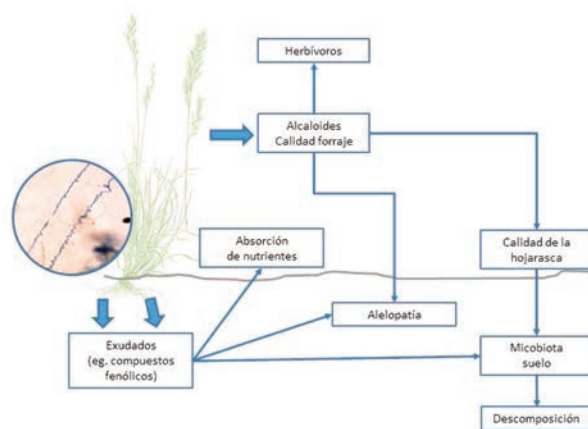 Herbívoros
Alcaloides
Calidad forraje
Absorción
de nutrientes
Calidad de la
hojarasca
Alelopatía
Exudados
(eg. compuestos
fenólicos)
Micobiota
suelo
Descomposición